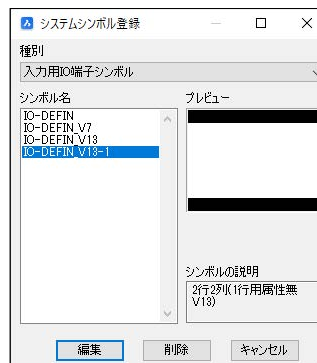 システムシンボル登録
種別
入力用IO端子シンボル
シンボル名
IO-DEFIN
IO-DEFIN_V7
IO-DEFIN_V13
IO-DEFIN_V13-1
プレビュー
シンボルの説明
2行2列(1行用属性無
V13)
編集
削除
キャンセル